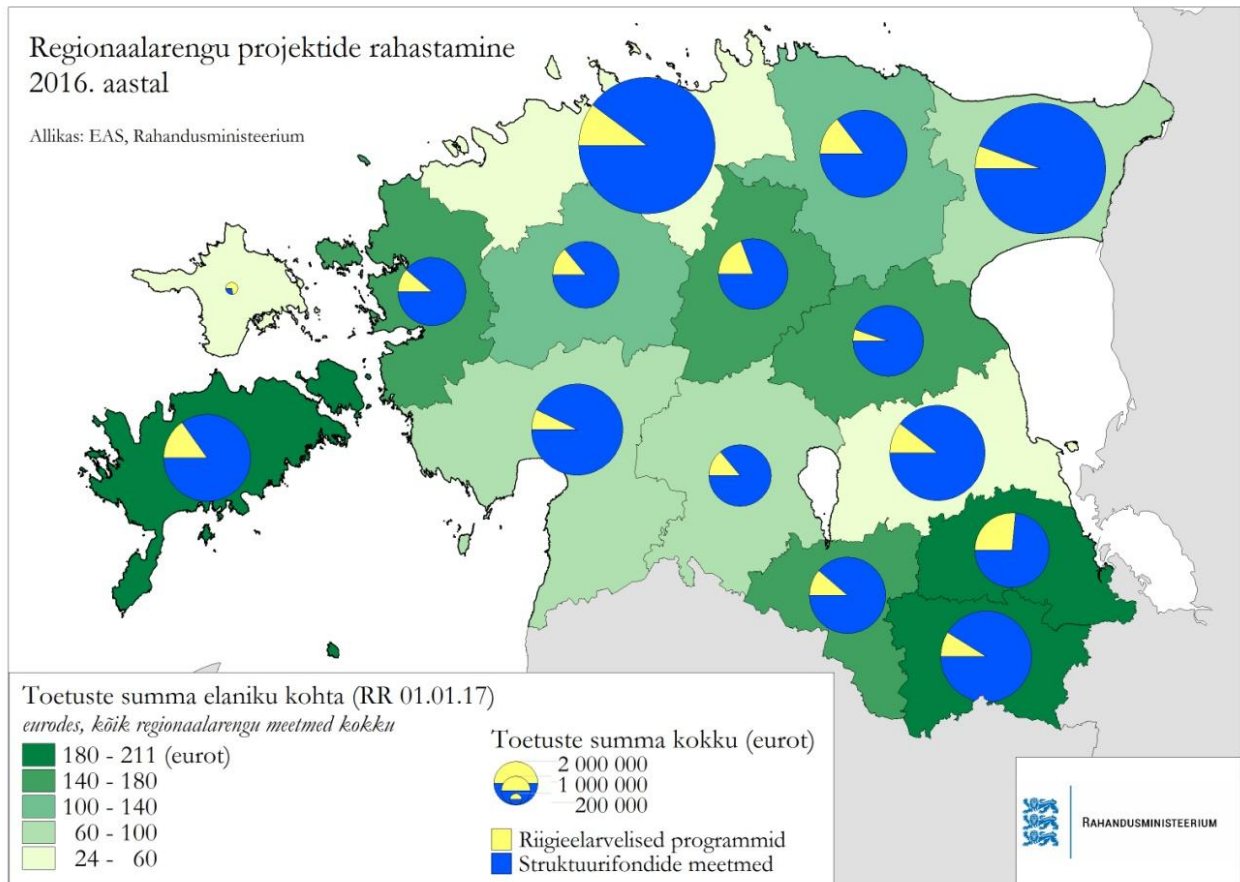 Regionaalarengu projektide rahastamine
2016. aastal
Allikas: EAS, Rahandusministeerium
Toetuste summa elaniku kohta (RR 01.01.17)
eurodes, kõik regionaalarengu meetmed kokku
180 - 211 (eurot)
140 - 180
100 - 140
60 - 100
24 - 60
Toetuste summa kokku (eurot)
2 000 000
1 000 000
200 000
Riigieelarvelised programmid
Struktuurifondide meetmed
RAHANDUSMINISTEERIUM